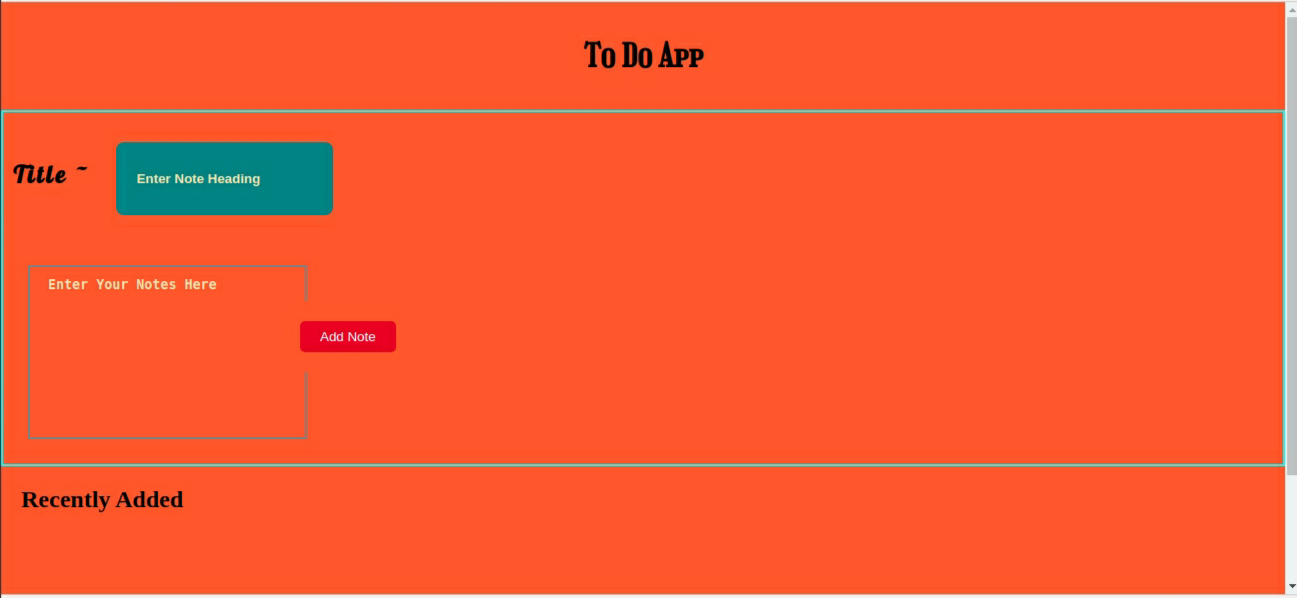 To Do App
Title ~
Enter Note Heading
Enter Your Notes Here
Add Note
Recently Added